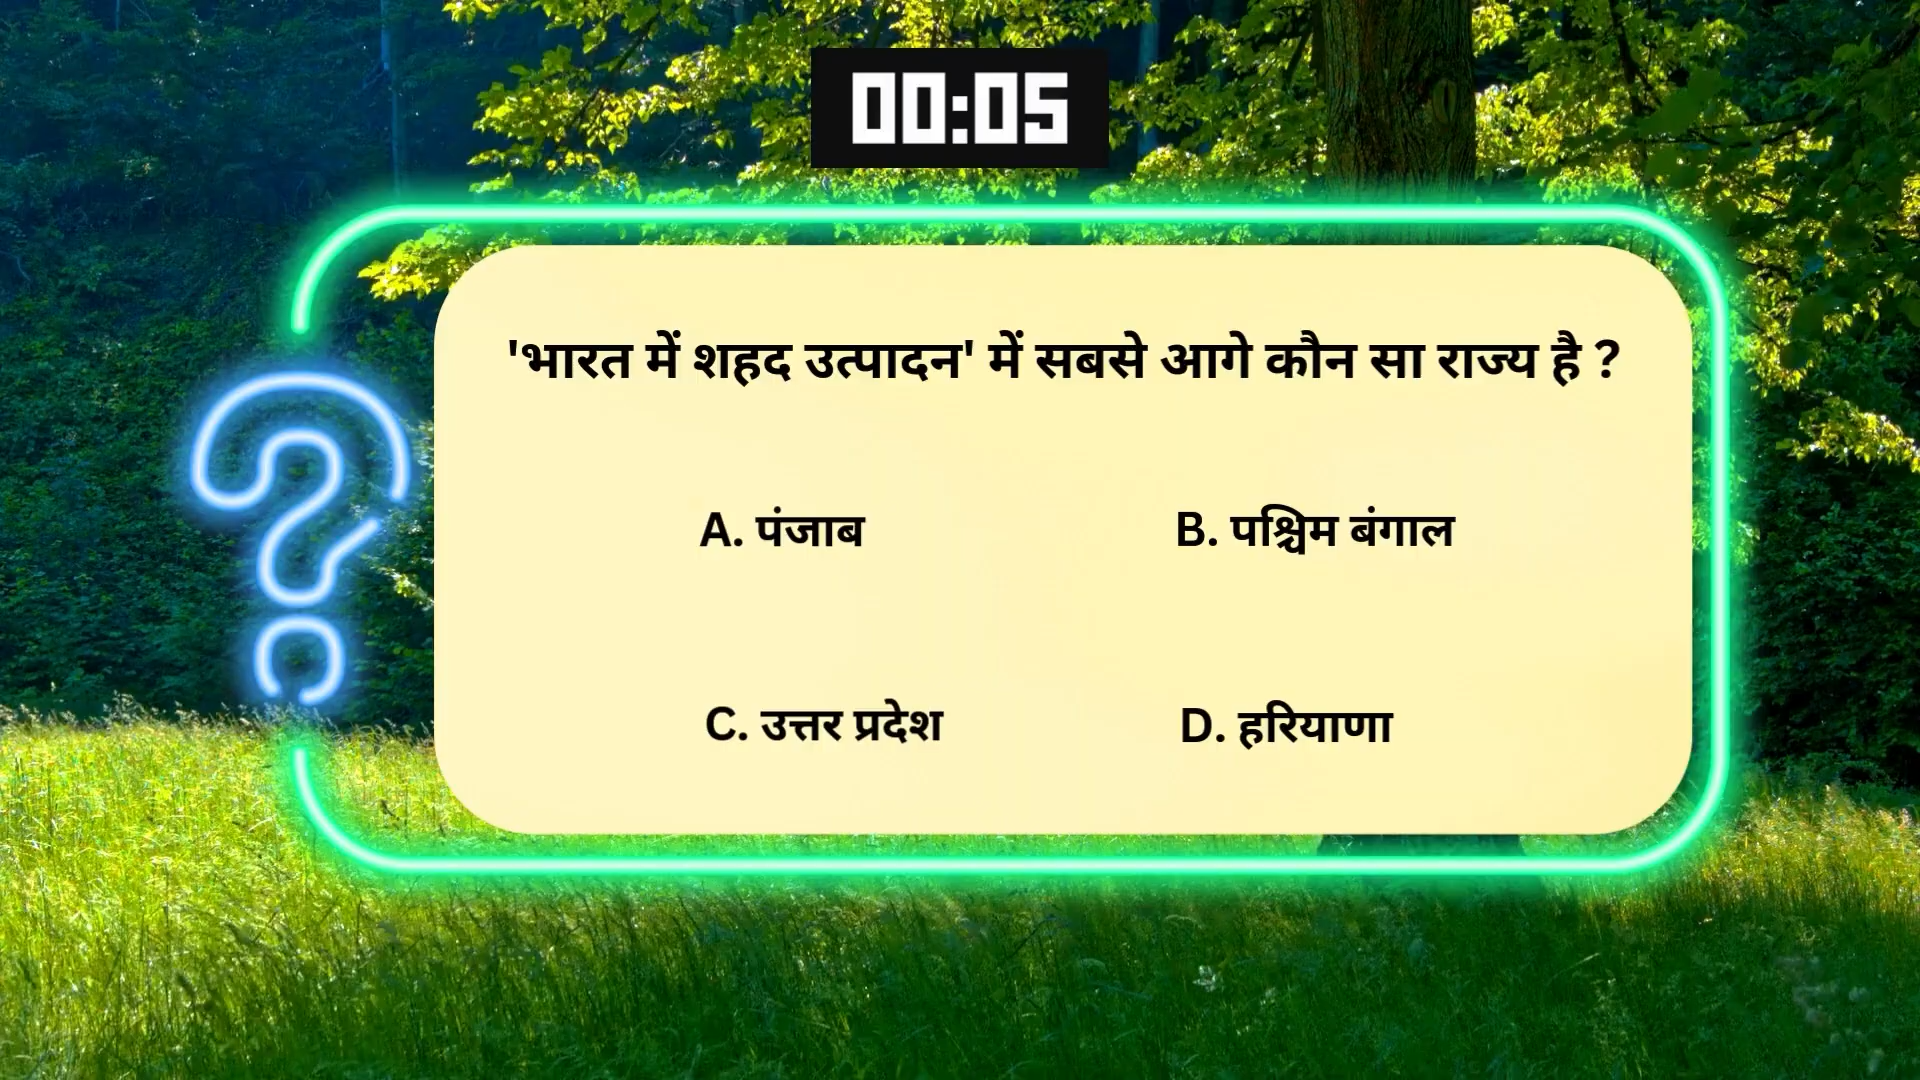 00:05
'भारत में शहद उत्पादन' में सबसे आगे कौन सा राज्य है ?
A. पंजाब
B. पश्चिम बंगाल
C. उत्तर प्रदेश
D. हरियाणा